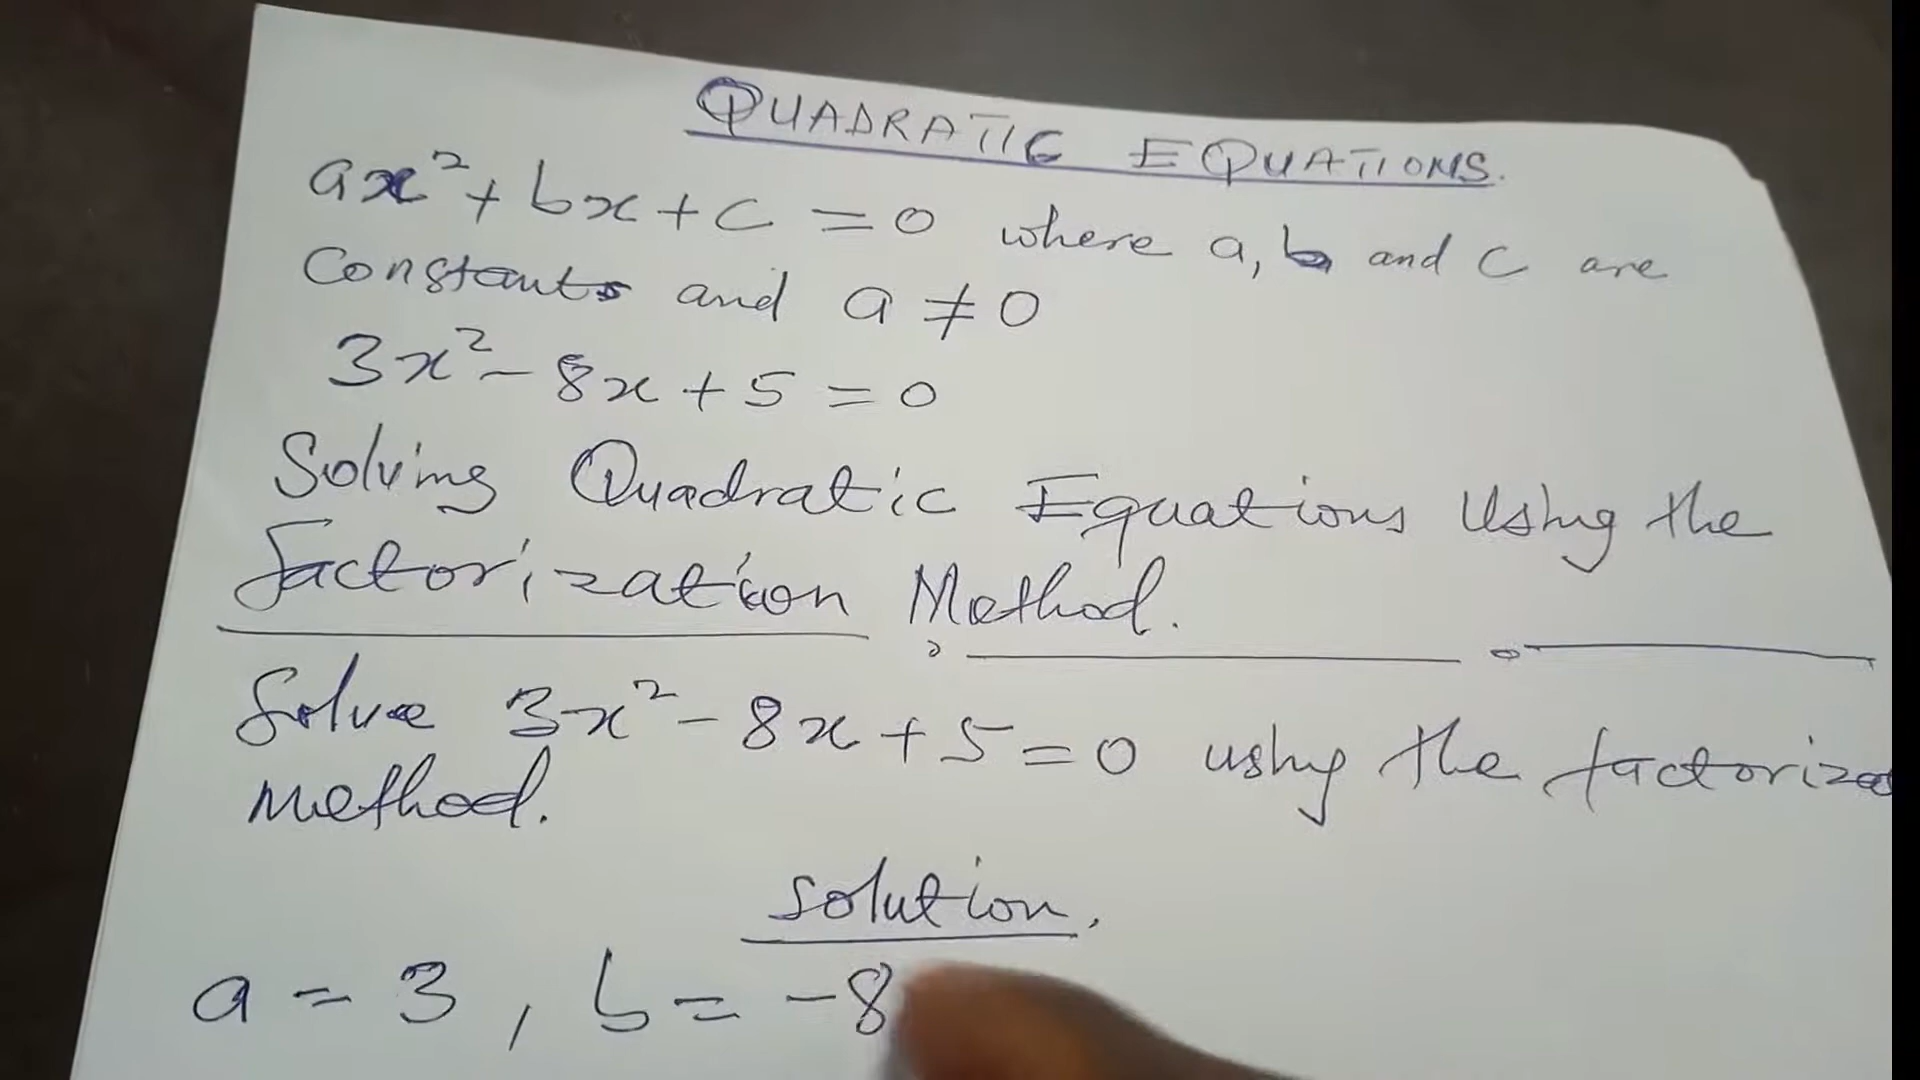 QUADRATIC EQUATIONS.
ax² + bx + c = 0 where a, b and c are
Constants and a ≠ 0
3x² - 8x + 5 = 0
Solving Quadratic Equations Using the
factorization Method.
Solve 3x² - 8x + 5 = 0 using the
method.
solution.
a = 3, b = -8